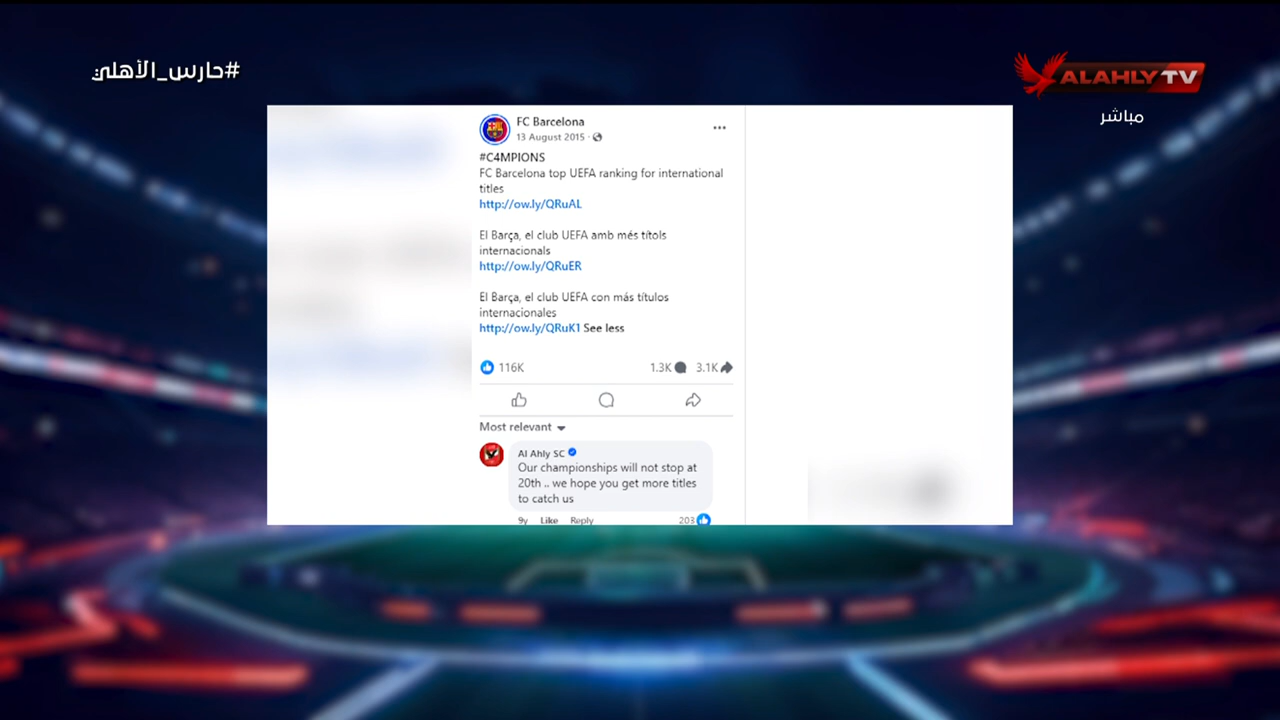 #حارس_الأهلي
ALAHLY TV
مباشر
FC Barcelona
13 August 2015
#C4MPIONS
FC Barcelona top UEFA ranking for international
titles
http://ow.ly/QRuAL
El Barça, el club UEFA amb més títols
internacionals
http://ow.ly/QRuER
El Barça, el club UEFA con más títulos
internacionales
http://ow.ly/QRuK1 See less
116K
1.3K 3.1K
Most relevant
Al Ahly SC
Our championships will not stop at
20th .. we hope you get more titles
to catch us
9y Like Reply 203